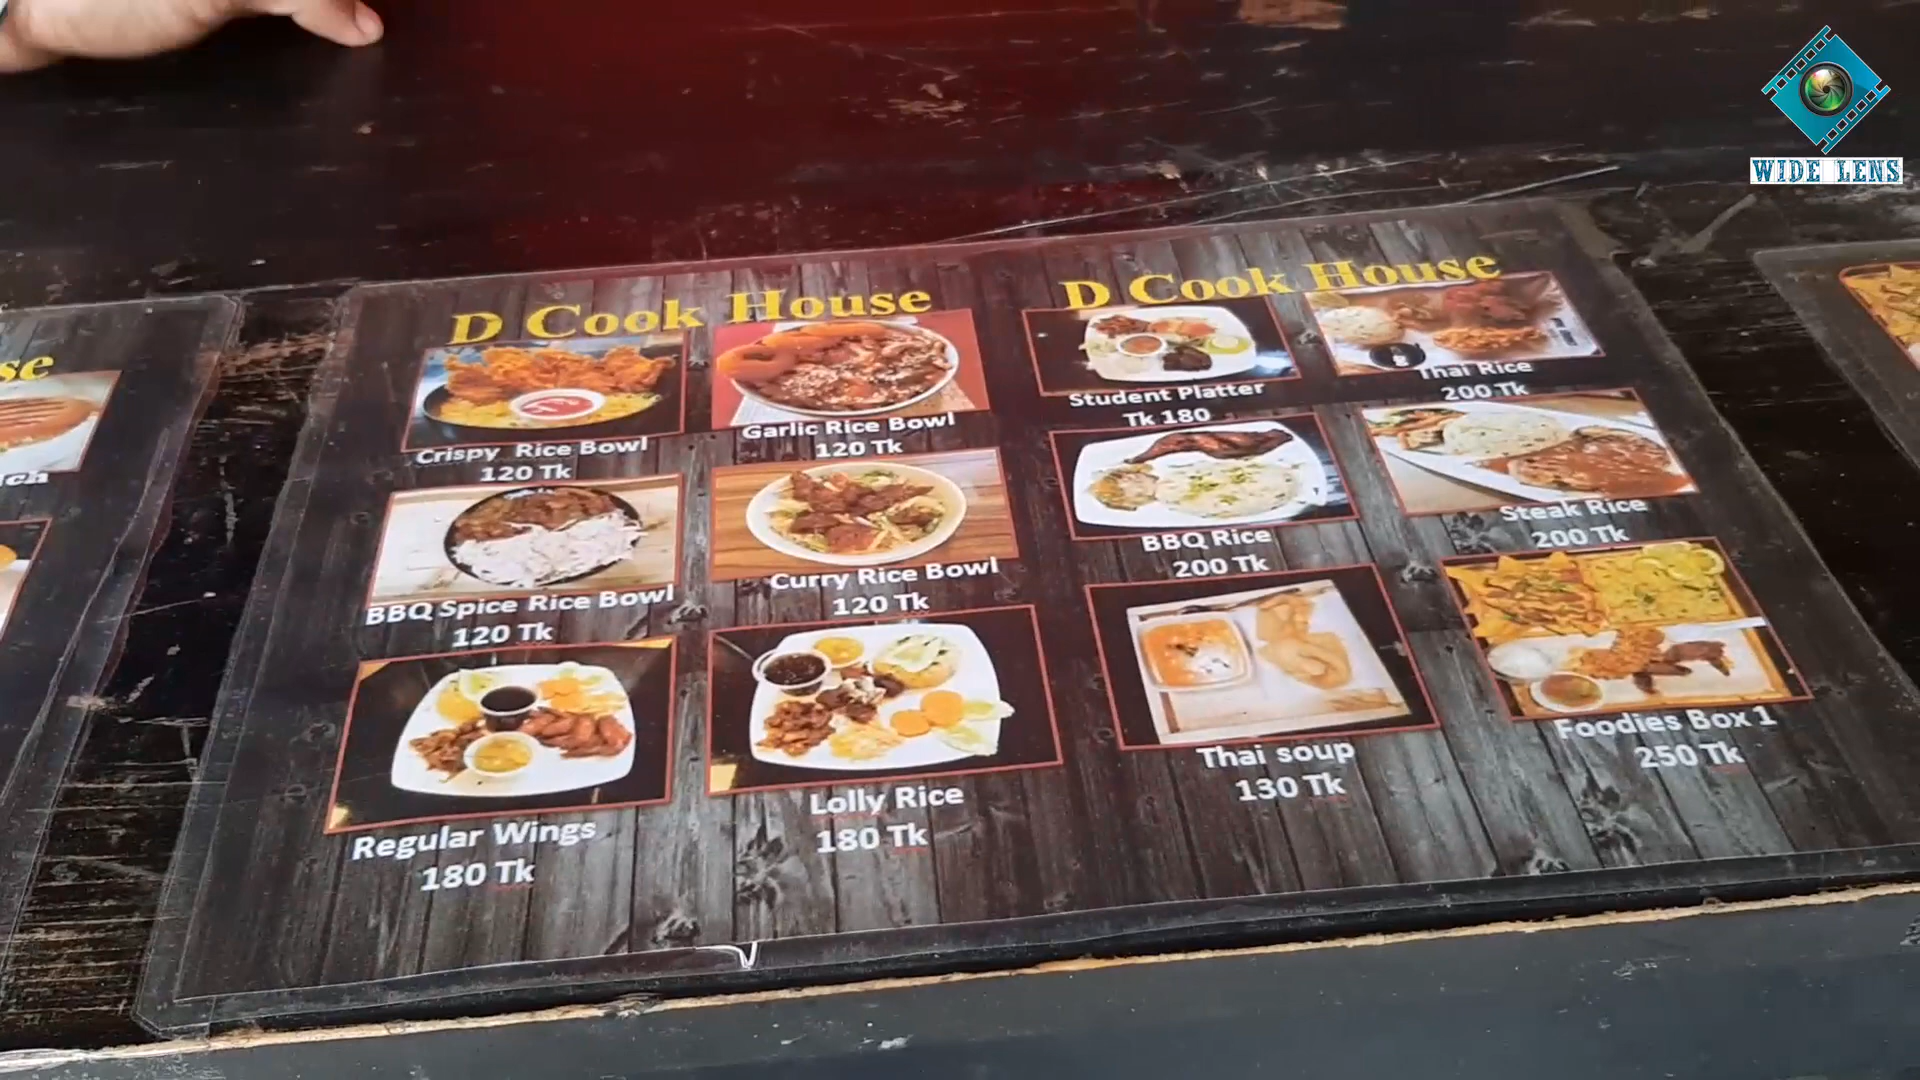 WIDE LENS
se
ch
D Cook House
Crispy Rice Bowl
120 Tk
Garlic Rice Bowl
120 Tk
BBQ Spice Rice Bowl
120 Tk
Curry Rice Bowl
120 Tk
Regular Wings
180 Tk
Lolly Rice
180 Tk
D Cook House
Student Platter
Tk 180
Thai Rice
200 Tk
BBQ Rice
200 Tk
Steak Rice
200 Tk
Thai soup
130 Tk
Foodies Box 1
250 Tk